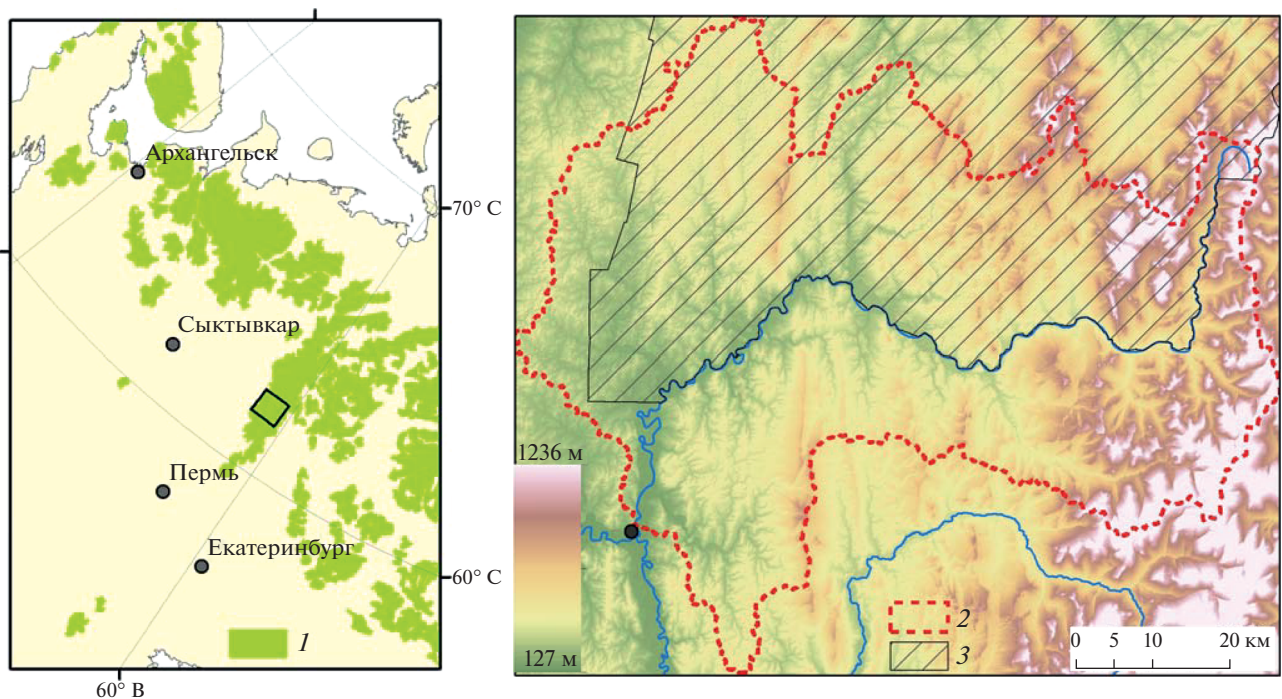 Архангельск
70° С
Сыктывкар
Пермь
Екатеринбург
60° С
1
60° В
1236 м
127 м
2
3
0 5 10 20 км